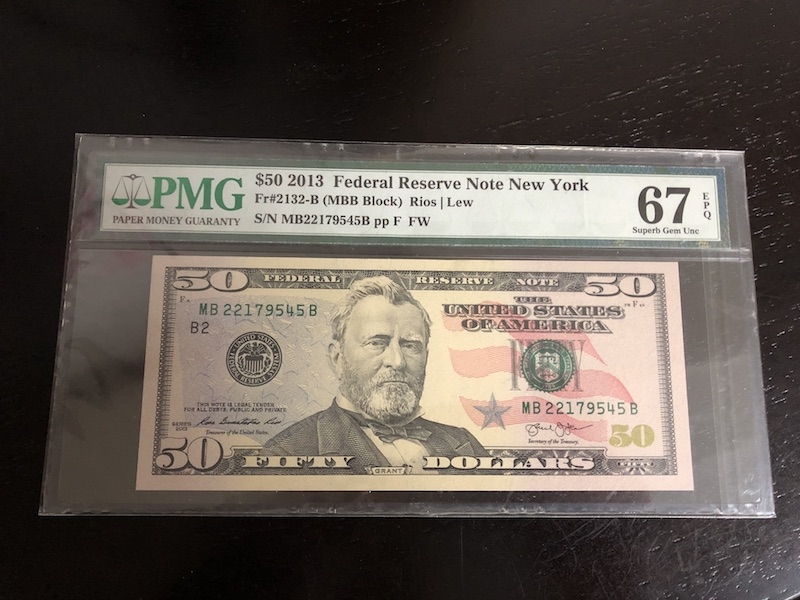 PMG
PAPER MONEY GUARANTY
$50 2013 Federal Reserve Note New York
Fr#2132-B (MBB Block) Rios | Lew
S/N MB22179545B pp F FW
67
EPQ
Superb Gem Unc
50 FEDERAL RESERVE NOTE 50
MB 22179545 B
B2
THE
UNITED STATES
OF AMERICA
THIS NOTE IS LEGAL TENDER
FOR ALL DEBTS, PUBLIC AND PRIVATE
MB 22179545 B
SERIES
2013
Treasurer of the United States.
Secretary of the Treasury.
50
50 FIFTY DOLLARS
GRANT